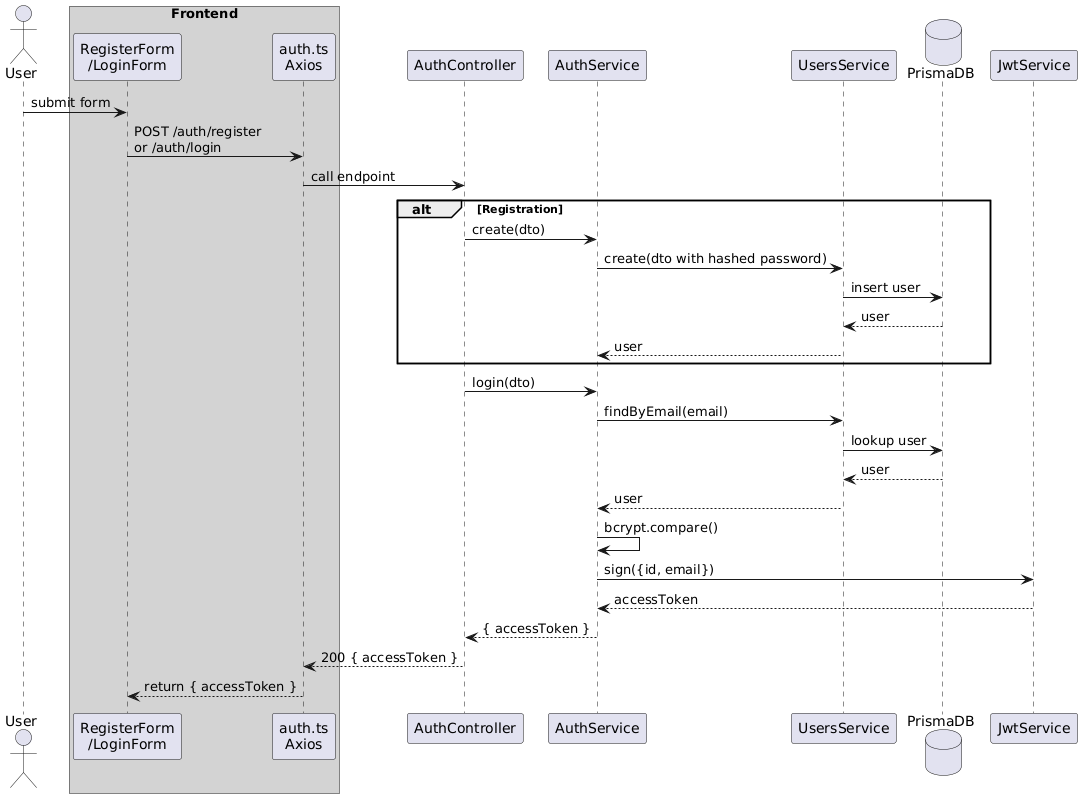 Frontend
User
RegisterForm
/LoginForm
auth.ts
Axios
AuthController
AuthService
UsersService
PrismaDB
JwtService
submit form
POST /auth/register
or /auth/login
call endpoint
alt [Registration]
create(dto)
create(dto with hashed password)
insert user
user
user
login(dto)
findByEmail(email)
lookup user
user
user
bcrypt.compare()
sign({id, email})
accessToken
{ accessToken }
200 { accessToken }
return { accessToken }
User
RegisterForm
/LoginForm
auth.ts
Axios
AuthController
AuthService
UsersService
PrismaDB
JwtService